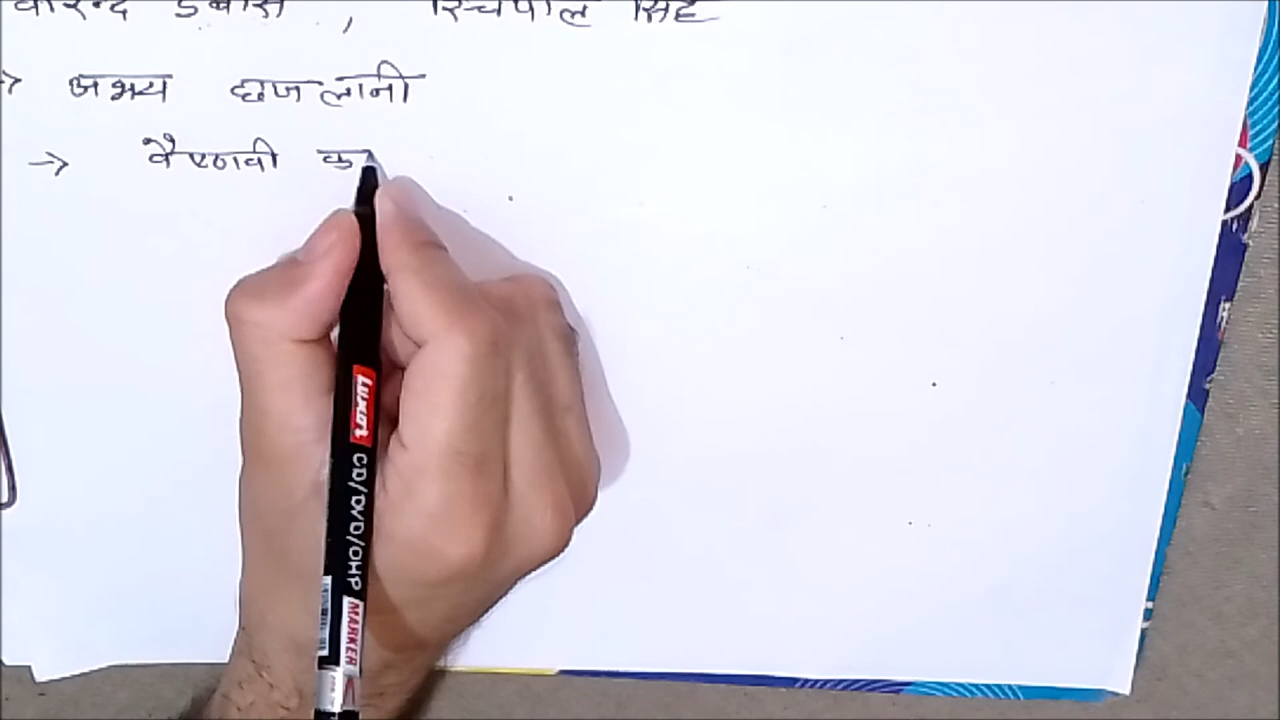 वीरेन्द्र डबास , रिचपाल सिंह
→ अभय छजलानी
→ वैष्णवी क
LUXOR CD/DVD/OHP MARKER